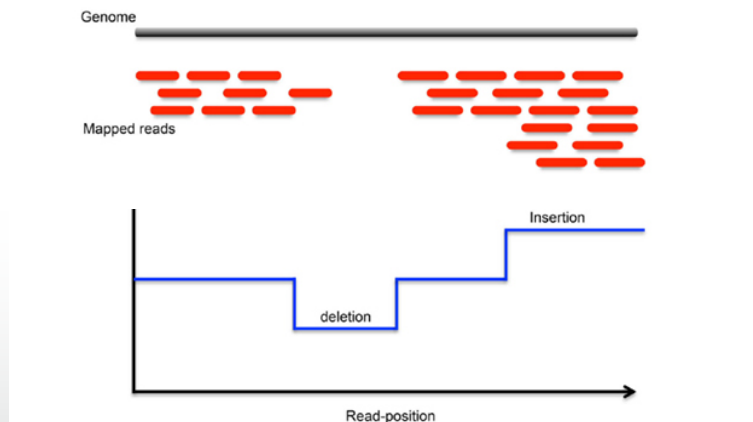 Genome
Mapped reads
Insertion
deletion
Read-position